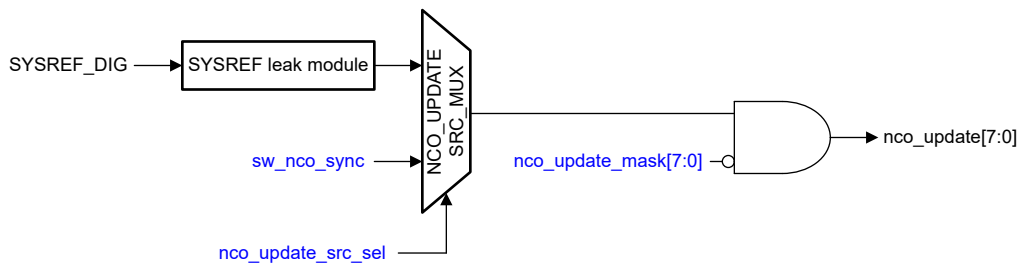 SYSREF_DIG
SYSREF leak module
NCO_UPDATE
SRC_MUX
sw_nco_sync
nco_update_src_sel
nco_update_mask[7:0]
nco_update[7:0]